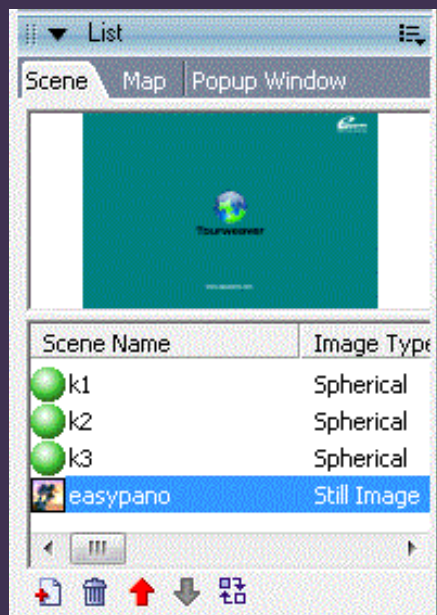 List
Scene Map Popup Window
Tourweaver
Scene Name Image Type
k1 Spherical
k2 Spherical
k3 Spherical
easypano Still Image